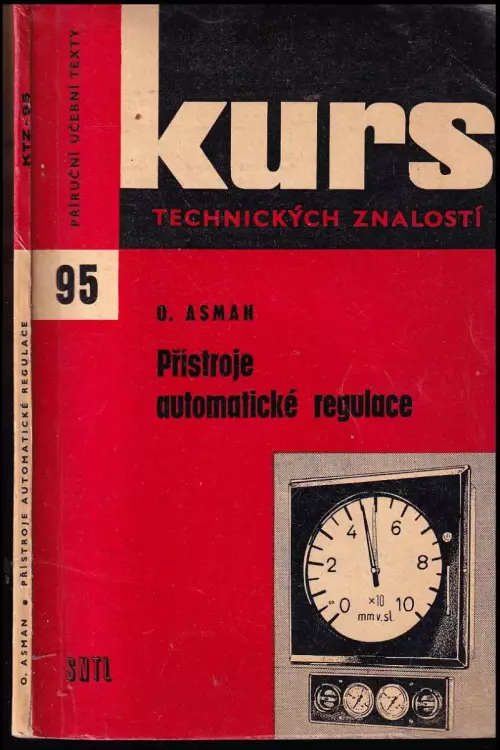 KTZ-95
O. ASMAN • PŘÍSTROJE AUTOMATICKÉ REGULACE
PŘÍRUČNÍ UČEBNÍ TEXTY
kurs
TECHNICKÝCH ZNALOSTÍ
95
O. ASMAN
Přístroje
automatické regulace
4 6
2 8
0 ×10 10
mm v. sl.
SNTL